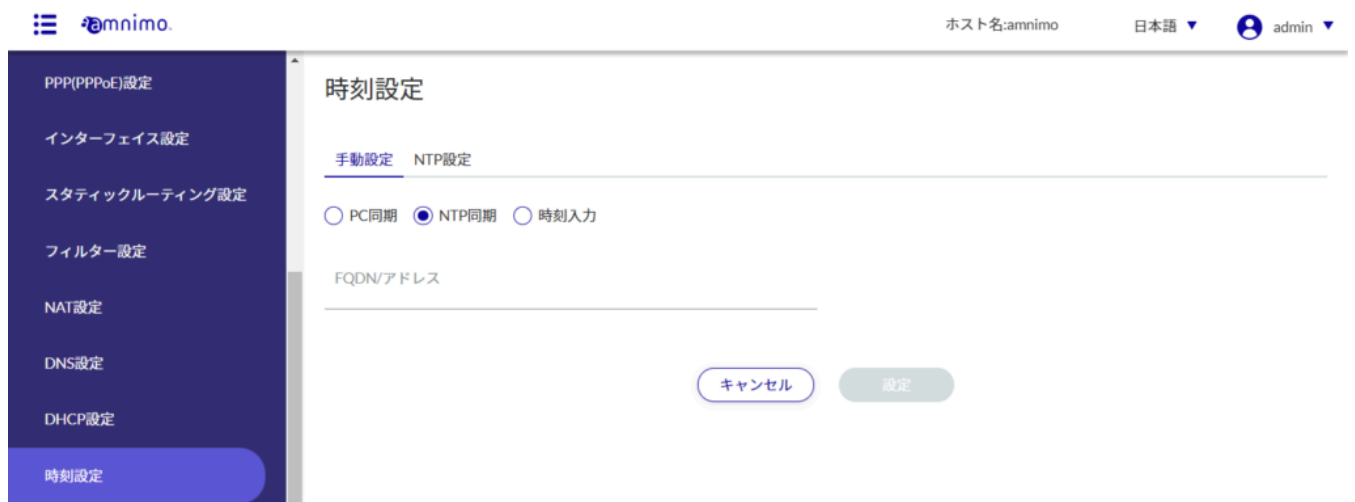 amnimo.
ホスト名:amnimo
日本語 ▼
admin ▼
PPP(PPPoE)設定
インターフェイス設定
スタティックルーティング設定
フィルター設定
NAT設定
DNS設定
DHCP設定
時刻設定
時刻設定
手動設定 NTP設定
PC同期 NTP同期 時刻入力
FQDN/アドレス
キャンセル 設定